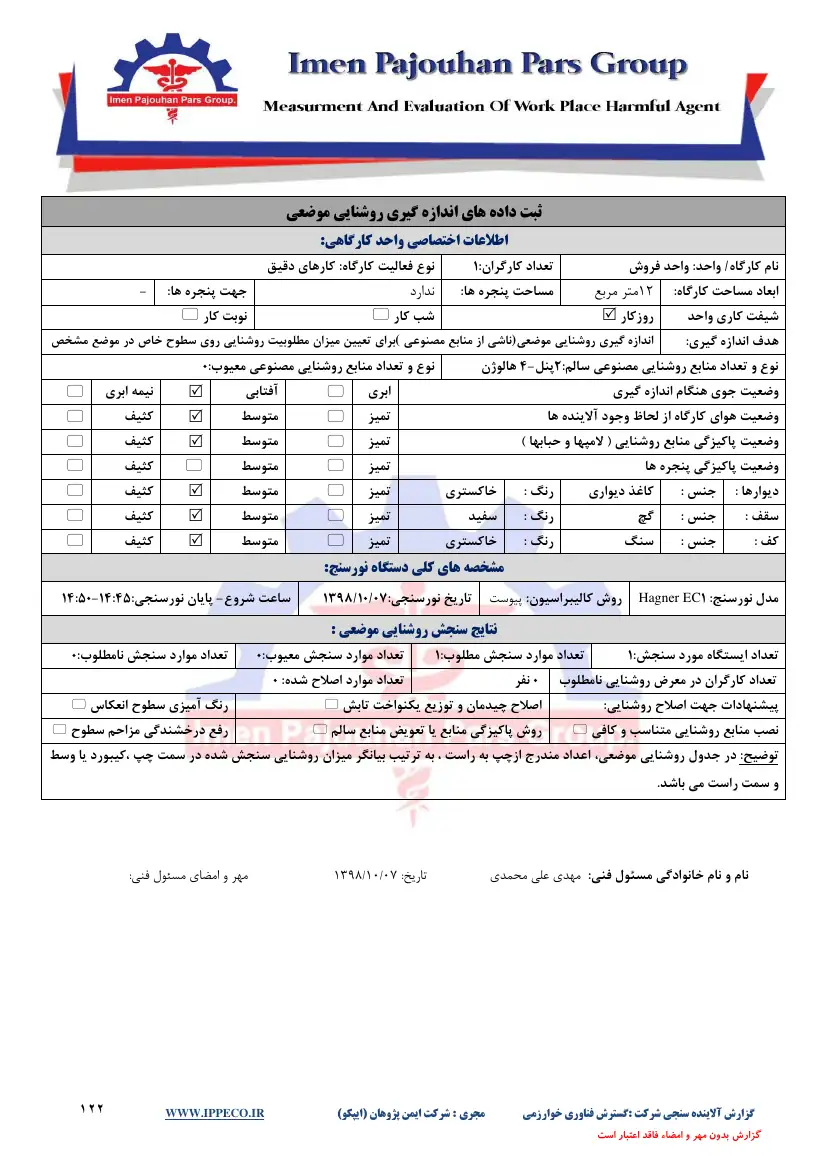 Imen Pajouhan Pars Group
Imen Pajouhan Pars Group.
Measurment And Evaluation Of Work Place Harmful Agent
ثبت داده های اندازه گیری روشنایی موضعی
اطلاعات اختصاصی واحد کارگاهی:
نام کارگاه/ واحد: واحد فروش تعداد کارگران:۱ نوع فعالیت کارگاه: کارهای دقیق
ابعاد مساحت کارگاه: ۱۲متر مربع مساحت پنجره ها: ندارد جهت پنجره ها: -
شیفت کاری واحد روزکار ☑ شب کار ☐ نوبت کار ☐
هدف اندازه گیری: اندازه گیری روشنایی موضعی(ناشی از منابع مصنوعی )برای تعیین میزان مطلوبیت روشنایی روی سطوح خاص در موضع مشخص
نوع و تعداد منابع روشنایی مصنوعی سالم:۲پنل-۴ هالوژن نوع و تعداد منابع روشنایی مصنوعی معیوب:۰
وضعیت جوی هنگام اندازه گیری ابری ☐ آفتابی ☑ نیمه ابری ☐
وضعیت هوای کارگاه از لحاظ وجود آلاینده ها تمیز ☐ متوسط ☑ کثیف ☐
وضعیت پاکیزگی منابع روشنایی ( لامپها و حبابها ) تمیز ☐ متوسط ☑ کثیف ☐
وضعیت پاکیزگی پنجره ها تمیز ☐ متوسط ☐ کثیف ☐
دیوارها : جنس : کاغذ دیواری رنگ : خاکستری تمیز ☐ متوسط ☑ کثیف ☐
سقف : جنس : گچ رنگ : سفید تمیز ☐ متوسط ☑ کثیف ☐
کف : جنس : سنگ رنگ : خاکستری تمیز ☐ متوسط ☑ کثیف ☐
مشخصه های کلی دستگاه نورسنج:
مدل نورسنج: Hagner EC۱ روش کالیبراسیون: پیوست تاریخ نورسنجی:۱۳۹۸/۱۰/۰۷ ساعت شروع- پایان نورسنجی:۱۴:۴۵-۱۴:۵۰
نتایج سنجش روشنایی موضعی :
تعداد ایستگاه مورد سنجش:۱ تعداد موارد سنجش مطلوب:۱ تعداد موارد سنجش معیوب:۰ تعداد موارد سنجش نامطلوب:۰
تعداد کارگران در معرض روشنایی نامطلوب ۰ نفر تعداد موارد اصلاح شده: ۰
پیشنهادات جهت اصلاح روشنایی: اصلاح چیدمان و توزیع یکنواخت تابش ☐ رنگ آمیزی سطوح انعکاس ☐
نصب منابع روشنایی متناسب و کافی ☐ روش پاکیزگی منابع یا تعویض منابع سالم ☐ رفع درخشندگی مزاحم سطوح ☐
توضیح: در جدول روشنایی موضعی، اعداد مندرج ازچپ به راست ، به ترتیب بیانگر میزان روشنایی سنجش شده در سمت چپ ،کیبورد یا وسط
و سمت راست می باشد.
Imen Pajouhan Pars Group.
نام و نام خانوادگی مسئول فنی: مهدی علی محمدی تاریخ: ۱۳۹۸/۱۰/۰۷ مهر و امضای مسئول فنی:
گزارش آلاینده سنجی شرکت :گسترش فناوری خوارزمی مجری : شرکت ایمن پژوهان (ایپکو) WWW.IPPECO.IR ۱۲۲
گزارش بدون مهر و امضاء فاقد اعتبار است